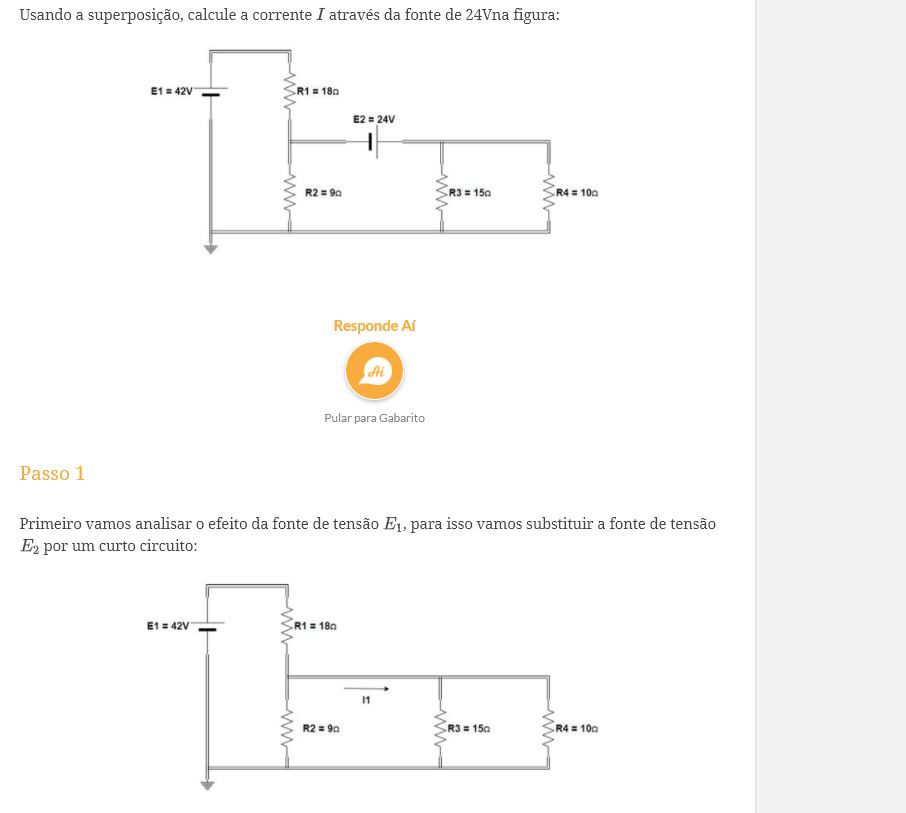 Usando a superposição, calcule a corrente I através da fonte de 24Vna figura:
E1 = 42V
R1 = 18Ω
E2 = 24V
R2 = 9Ω
R3 = 15Ω
R4 = 10Ω
Responde Aí
Aí
Pular para Gabarito
Passo 1
Primeiro vamos analisar o efeito da fonte de tensão E₁, para isso vamos substituir a fonte de tensão
E₂ por um curto circuito:
E1 = 42V
R1 = 18Ω
I1
R2 = 9Ω
R3 = 15Ω
R4 = 10Ω